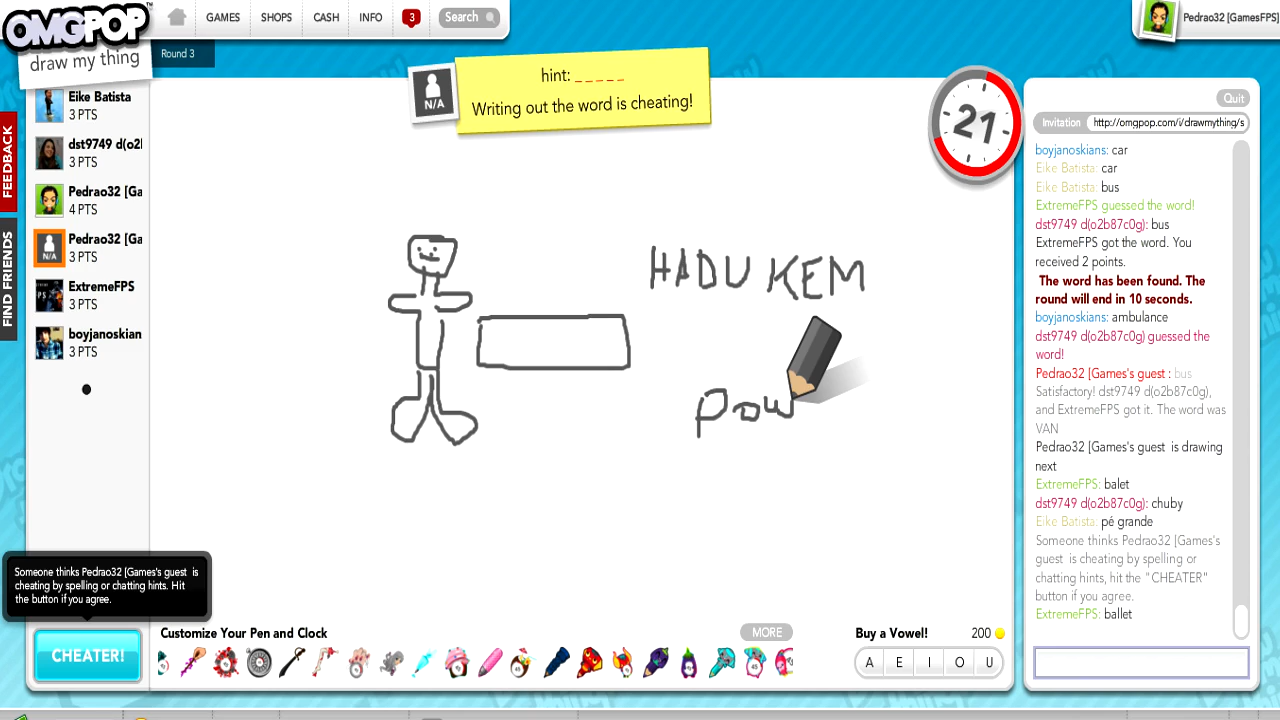 OMGPOP™
draw my thing
GAMES
SHOPS
CASH
INFO
3
Search
Pedrao32 [GamesFPS)
Round 3
FEEDBACK
FIND FRIENDS
Eike Batista
3 PTS
dst9749 d(o2l
3 PTS
Pedrao32 [Ga
4 PTS
N/A
Pedrao32 [Ga
3 PTS
ExtremeFPS
3 PTS
boyjanoskian
3 PTS
N/A
hint: _ _ _ _ _
Writing out the word is cheating!
21
HADUKEM
Pow
Quit
Invitation
http://omgpop.com/i/drawmything/s
boyjanoskians: car
Eike Batista: car
Eike Batista: bus
ExtremeFPS guessed the word!
dst9749 d(o2b87c0g): bus
ExtremeFPS got the word. You
received 2 points.
The word has been found. The
round will end in 10 seconds.
boyjanoskians: ambulance
dst9749 d(o2b87c0g) guessed the
word!
Pedrao32 [Games's guest : bus
Satisfactory! dst9749 d(o2b87c0g),
and ExtremeFPS got it. The word was
VAN
Pedrao32 [Games's guest is drawing
next
ExtremeFPS: balet
dst9749 d(o2b87c0g): chuby
Eike Batista: pé grande
Someone thinks Pedrao32 [Games's
guest is cheating by spelling or
chatting hints, hit the "CHEATER"
button if you agree.
ExtremeFPS: ballet
Someone thinks Pedrao32 [Games's guest is
cheating by spelling or chatting hints. Hit
the button if you agree.
CHEATER!
Customize Your Pen and Clock
MORE
Buy a Vowel!
200
A E I O U